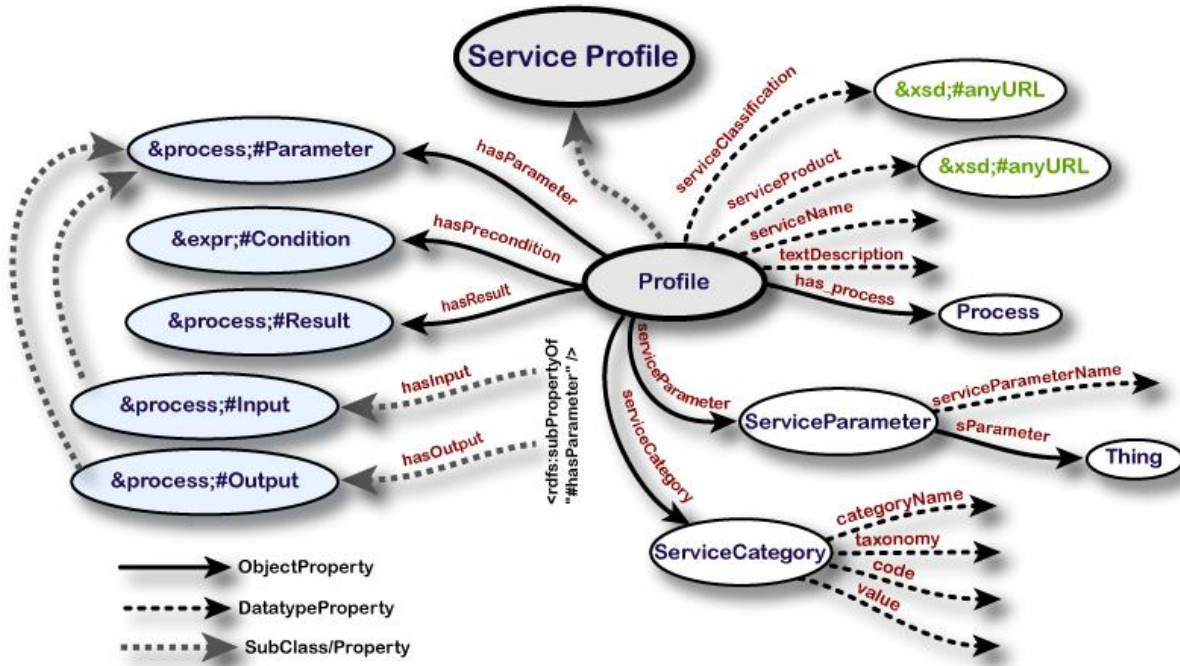 Service Profile
&xsd;#anyURL
serviceClassification
&process;#Parameter
hasParameter
serviceProduct
&xsd;#anyURL
serviceName
&expr;#Condition
hasPrecondition
textDescription
Profile
has_process
&process;#Result
hasResult
Process
hasInput
&process;#Input
<rdfs:subPropertyOf
"#hasParameter" />
serviceParameter
serviceParameterName
ServiceParameter
sParameter
Thing
hasOutput
&process;#Output
serviceCategory
categoryName
ServiceCategory
taxonomy
code
value
ObjectProperty
DatatypeProperty
SubClass/Property